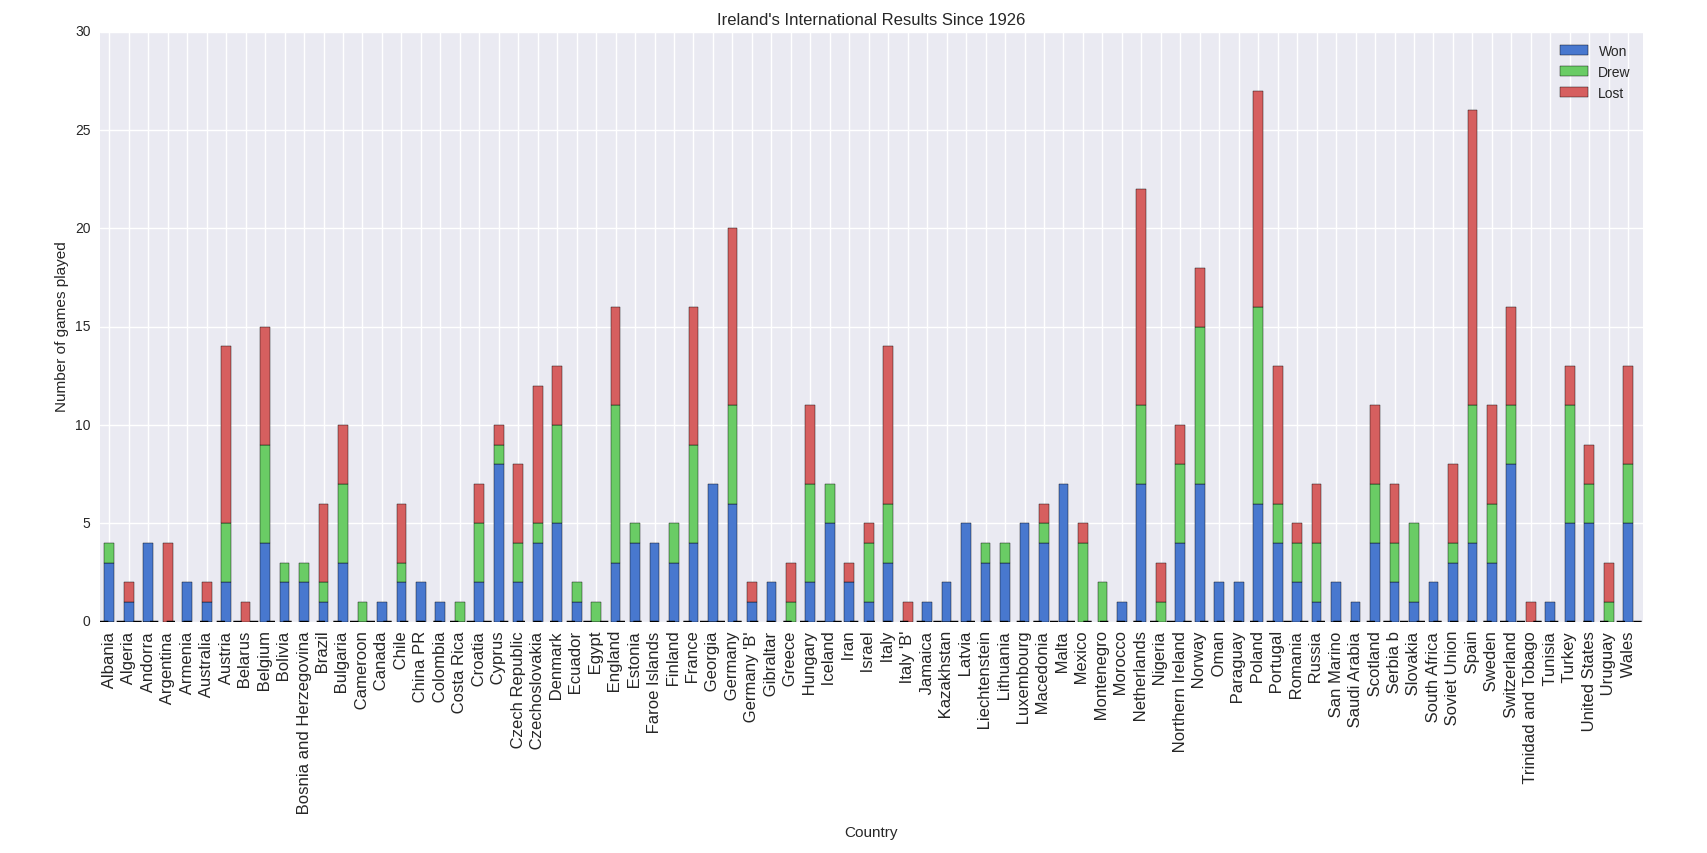 Ireland's International Results Since 1926
Won
Drew
Lost
30
25
20
15
10
5
0
Number of games played
Albania
Algeria
Andorra
Argentina
Armenia
Australia
Austria
Belarus
Belgium
Bolivia
Bosnia and Herzegovina
Brazil
Bulgaria
Cameroon
Canada
Chile
China PR
Colombia
Costa Rica
Croatia
Cyprus
Czech Republic
Czechoslovakia
Denmark
Ecuador
Egypt
England
Estonia
Faroe Islands
Finland
France
Georgia
Germany
Germany 'B'
Gibraltar
Greece
Hungary
Iceland
Iran
Israel
Italy
Italy 'B'
Jamaica
Kazakhstan
Latvia
Liechtenstein
Lithuania
Luxembourg
Macedonia
Malta
Mexico
Montenegro
Morocco
Netherlands
Nigeria
Northern Ireland
Norway
Oman
Paraguay
Poland
Portugal
Romania
Russia
San Marino
Saudi Arabia
Scotland
Serbia b
Slovakia
South Africa
Soviet Union
Spain
Sweden
Switzerland
Trinidad and Tobago
Tunisia
Turkey
United States
Uruguay
Wales
Country